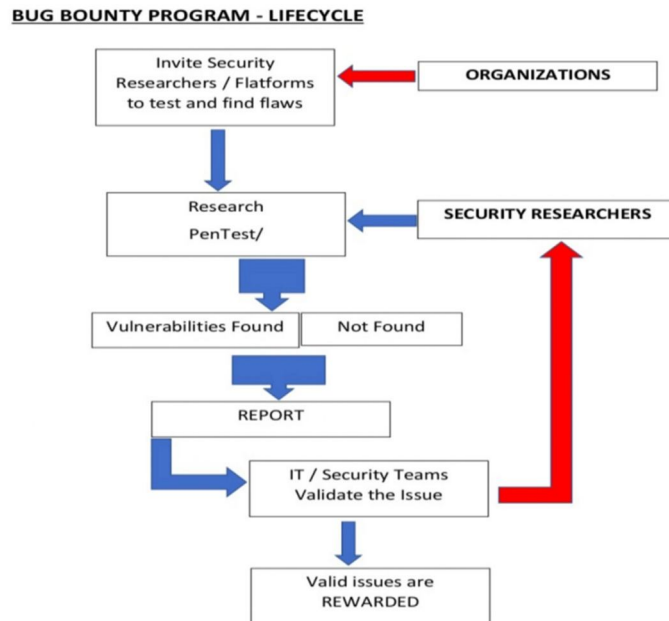 BUG BOUNTY PROGRAM - LIFECYCLE
Invite Security
Researchers / Flatforms
to test and find flaws
ORGANIZATIONS
Research
PenTest/
SECURITY RESEARCHERS
Vulnerabilities Found
Not Found
REPORT
IT / Security Teams
Validate the Issue
Valid issues are
REWARDED